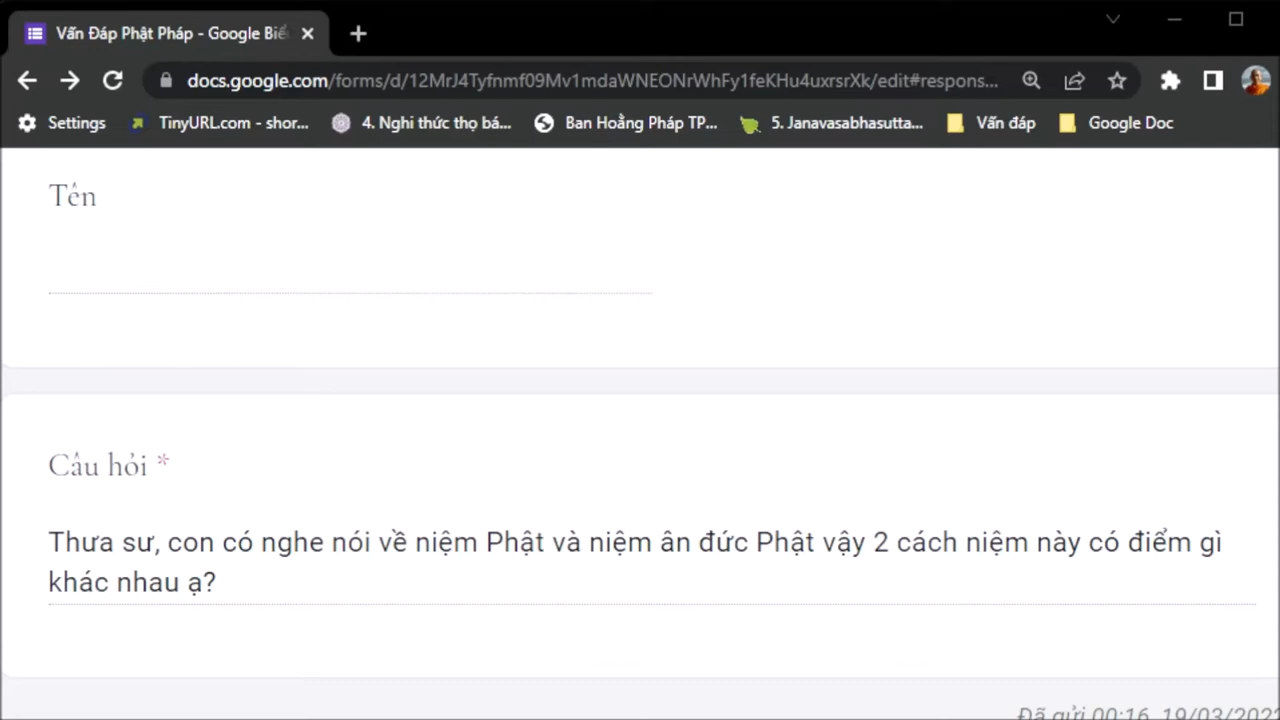 Vấn Đáp Phật Pháp - Google Biể
docs.google.com/forms/d/12MrJ4Tyfnmf09Mv1mdaWNEONrWhFy1feKHu4uxrsrXk/edit#respons...
Settings TinyURL.com - shor... 4. Nghi thức thọ bá... Ban Hoằng Pháp TP... 5. Janavasabhasutta... Vấn đáp Google Doc
Tên
Câu hỏi *
Thưa sư, con có nghe nói về niệm Phật và niệm ân đức Phật vậy 2 cách niệm này có điểm gì
khác nhau ạ?
Đã gửi 00:16, 19/03/202